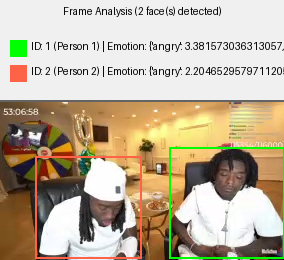 Frame Analysis (2 face(s) detected)
ID: 1 (Person 1) | Emotion: {'angry': 3.381573036313057,
ID: 2 (Person 2) | Emotion: {'angry': 2.204652957971120
53:06:58